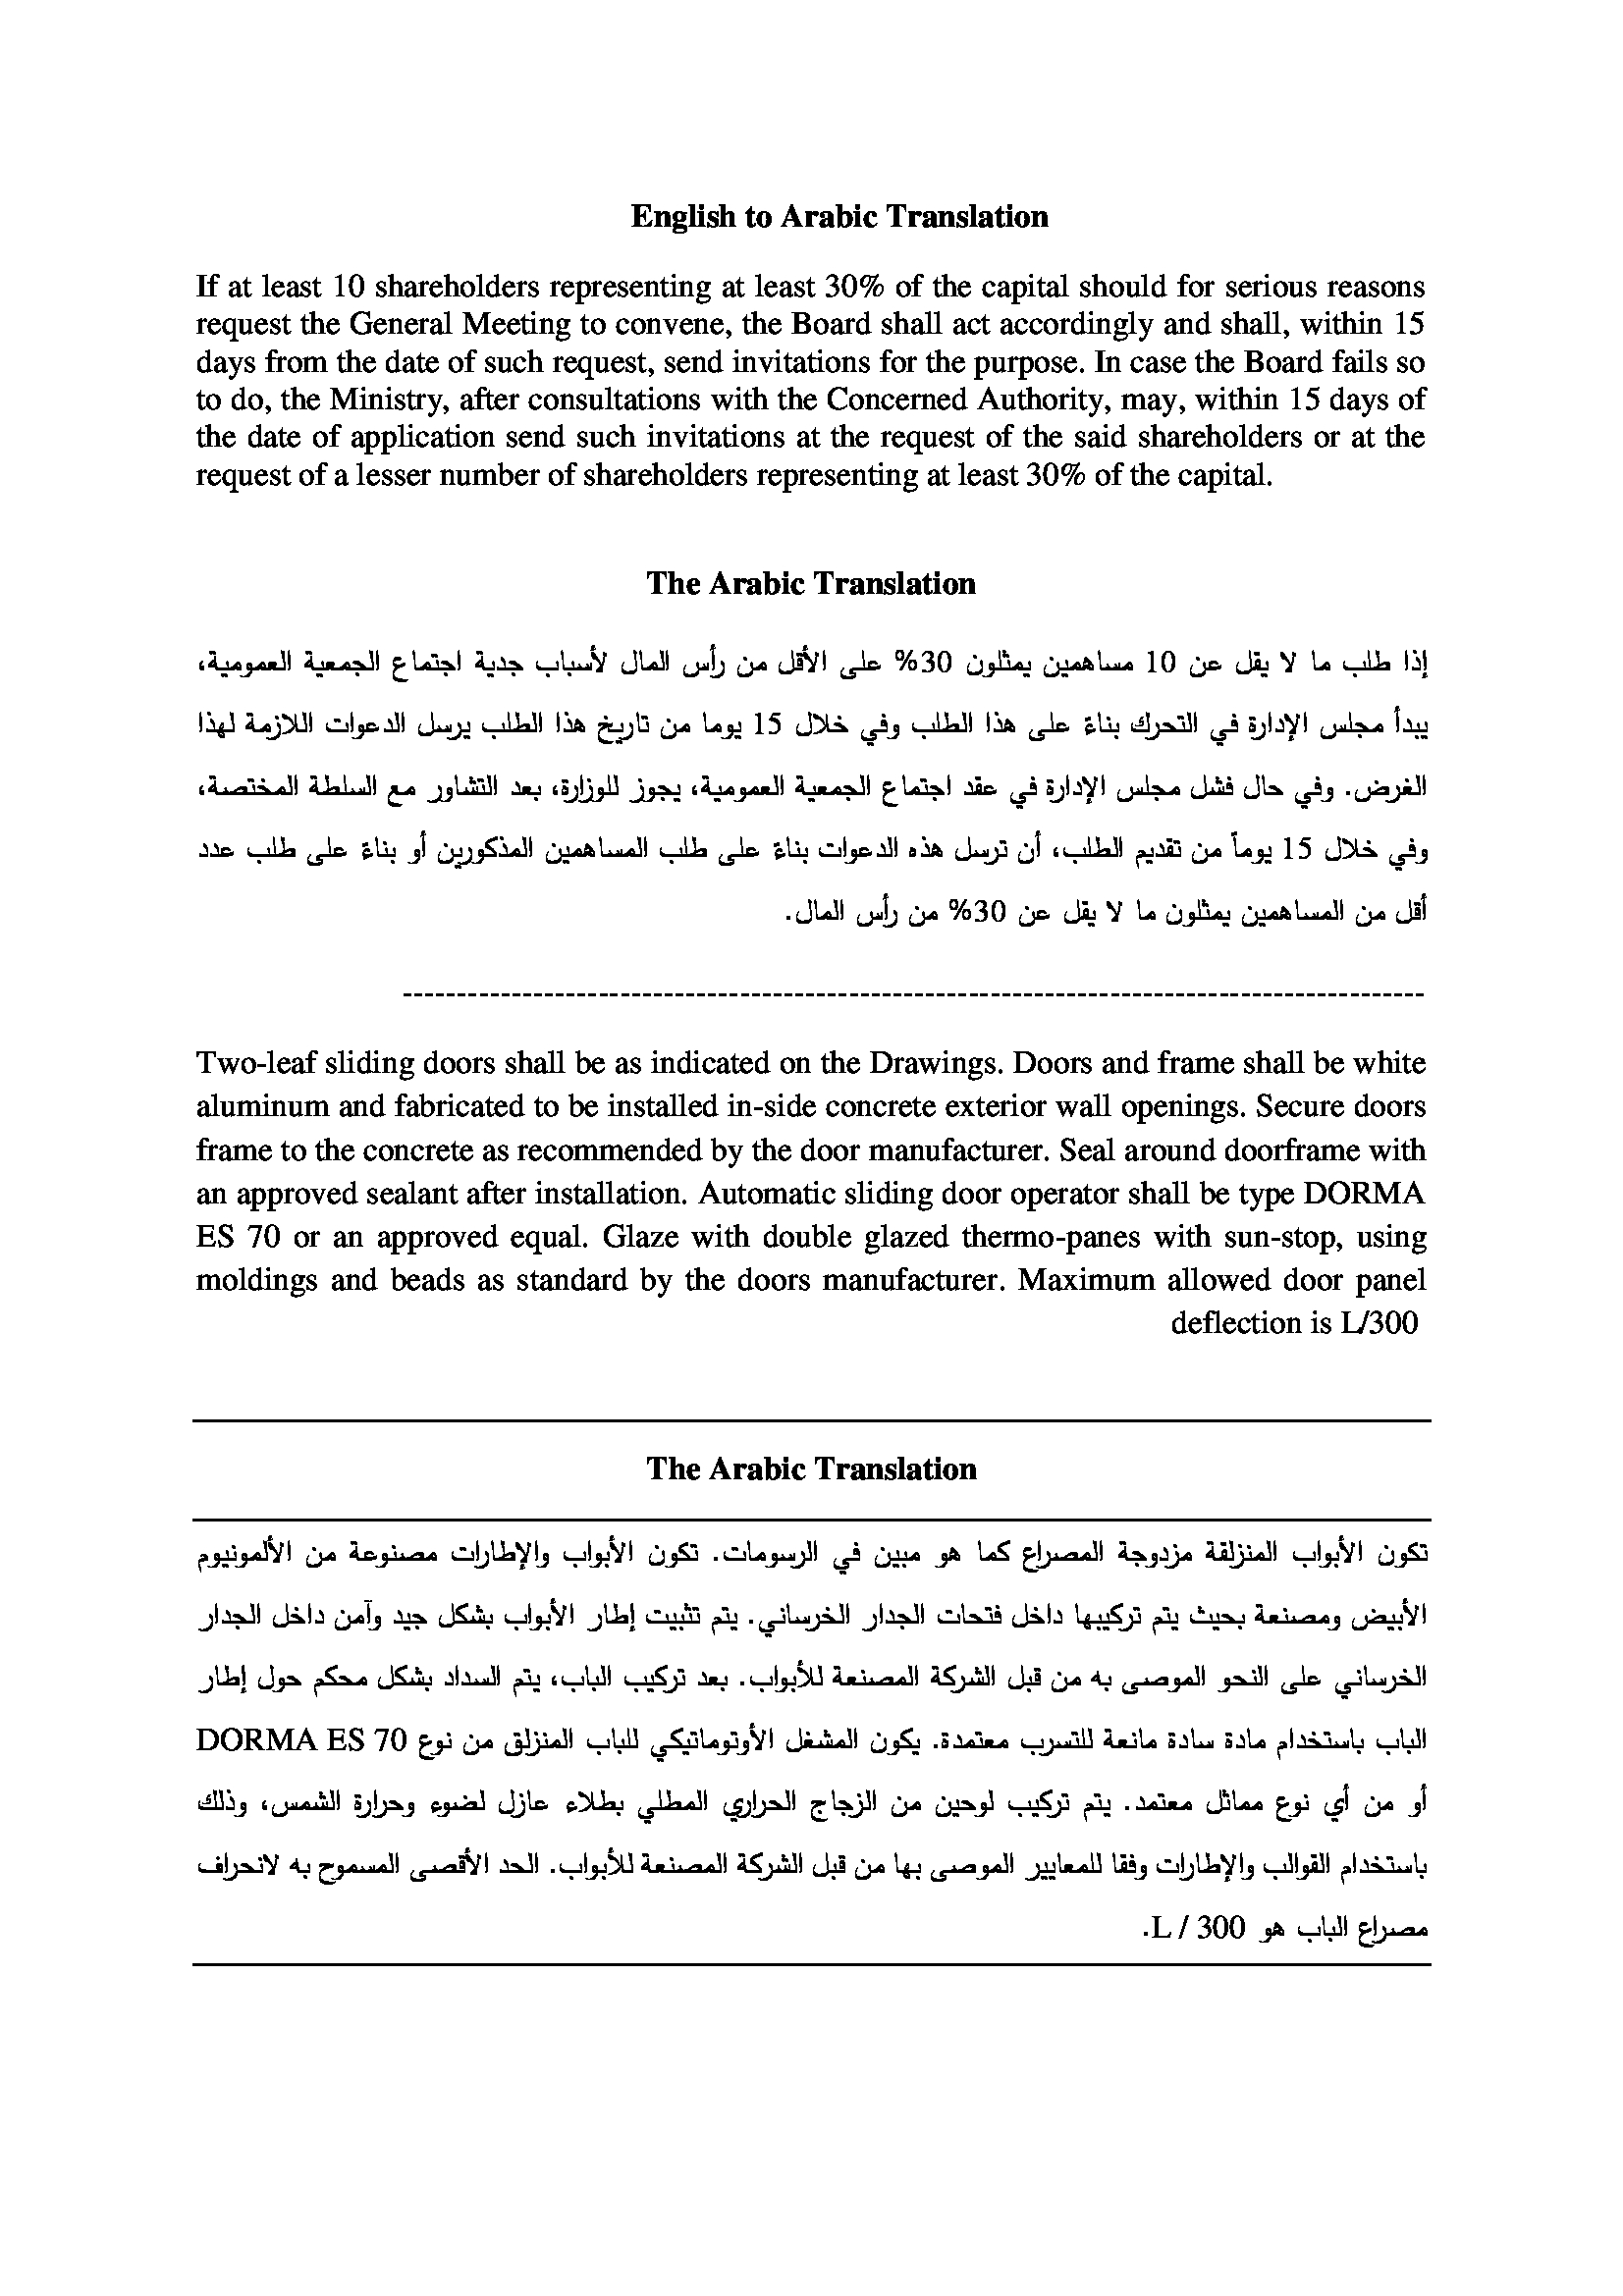 English to Arabic Translation
If at least 10 shareholders representing at least 30% of the capital should for serious reasons
request the General Meeting to convene, the Board shall act accordingly and shall, within 15
days from the date of such request, send invitations for the purpose. In case the Board fails so
to do, the Ministry, after consultations with the Concerned Authority, may, within 15 days of
the date of application send such invitations at the request of the said shareholders or at the
request of a lesser number of shareholders representing at least 30% of the capital.
The Arabic Translation
إذا طلب ما لا يقل عن 10 مساهمين يمثلون 30% على الأقل من رأس المال لأسباب جدية اجتماع الجمعية العمومية،
يبدأ مجلس الإدارة في التحرك بناءً على هذا الطلب وفي خلال 15 يوما من تاريخ هذا الطلب يرسل الدعوات اللازمة لهذا
الغرض. وفي حال فشل مجلس الإدارة في عقد اجتماع الجمعية العمومية، يجوز للوزارة، بعد التشاور مع السلطة المختصة،
وفي خلال 15 يوماً من تقديم الطلب، أن ترسل هذه الدعوات بناءً على طلب المساهمين المذكورين أو بناءً على طلب عدد
أقل من المساهمين يمثلون ما لا يقل عن 30% من رأس المال.
---------------------------------------------------------------------------------------------
Two-leaf sliding doors shall be as indicated on the Drawings. Doors and frame shall be white
aluminum and fabricated to be installed in-side concrete exterior wall openings. Secure doors
frame to the concrete as recommended by the door manufacturer. Seal around doorframe with
an approved sealant after installation. Automatic sliding door operator shall be type DORMA
ES 70 or an approved equal. Glaze with double glazed thermo-panes with sun-stop, using
moldings and beads as standard by the doors manufacturer. Maximum allowed door panel
deflection is L/300
The Arabic Translation
تكون الأبواب المنزلقة مزدوجة المصراع كما هو مبين في الرسومات. تكون الأبواب والإطارات مصنوعة من الألمونيوم
الأبيض ومصنعة بحيث يتم تركيبها داخل فتحات الجدار الخرساني. يتم تثبيت إطار الأبواب بشكل جيد وآمن داخل الجدار
الخرساني على النحو الموصى به من قبل الشركة المصنعة للأبواب. بعد تركيب الباب، يتم السداد بشكل محكم حول إطار
الباب باستخدام مادة سادة مانعة للتسرب معتمدة. يكون المشغل الأوتوماتيكي للباب المنزلق من نوع DORMA ES 70
أو من أي نوع مماثل معتمد. يتم تركيب لوحين من الزجاج الحراري المطلي بطلاء عازل لضوء وحرارة الشمس، وذلك
باستخدام القوالب والإطارات وفقا للمعايير الموصى بها من قبل الشركة المصنعة للأبواب. الحد الأقصى المسموح به لانحراف
مصراع الباب هو L / 300.